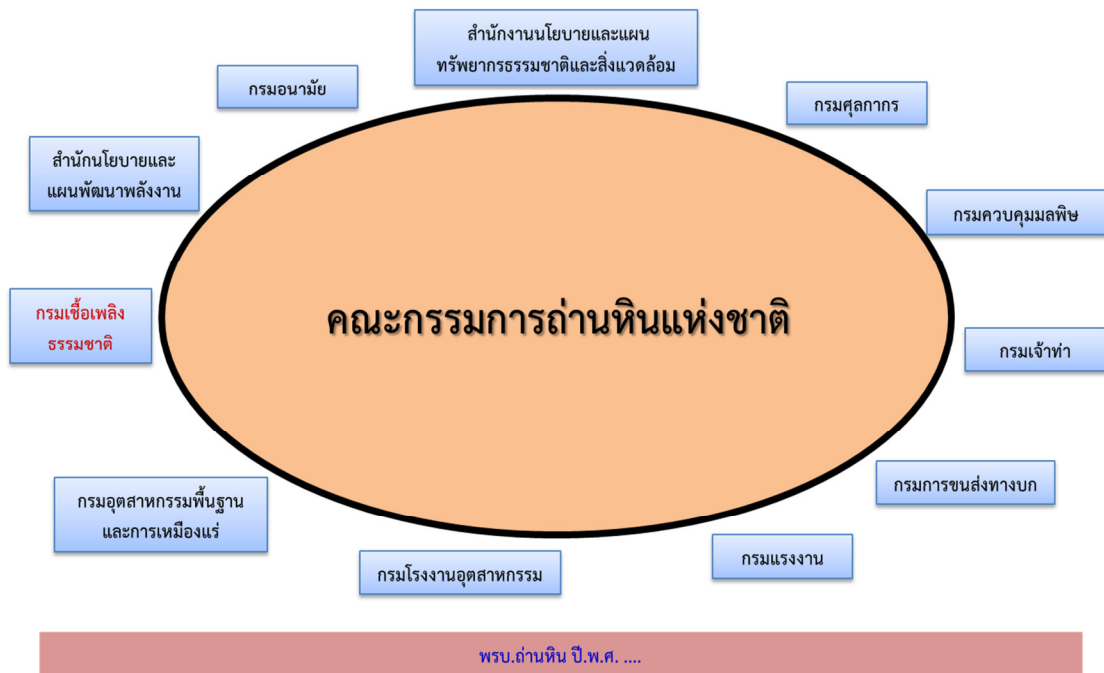 สำนักงานนโยบายและแผน
ทรัพยากรธรรมชาติและสิ่งแวดล้อม
กรมอนามัย
กรมศุลกากร
สำนักนโยบายและ
แผนพัฒนาพลังงาน
กรมควบคุมมลพิษ
กรมเชื้อเพลิง
ธรรมชาติ
คณะกรรมการถ่านหินแห่งชาติ
กรมเจ้าท่า
กรมอุตสาหกรรมพื้นฐาน
และการเหมืองแร่
กรมการขนส่งทางบก
กรมโรงงานอุตสาหกรรม
กรมแรงงาน
พรบ.ถ่านหิน ปี.พ.ศ. ....